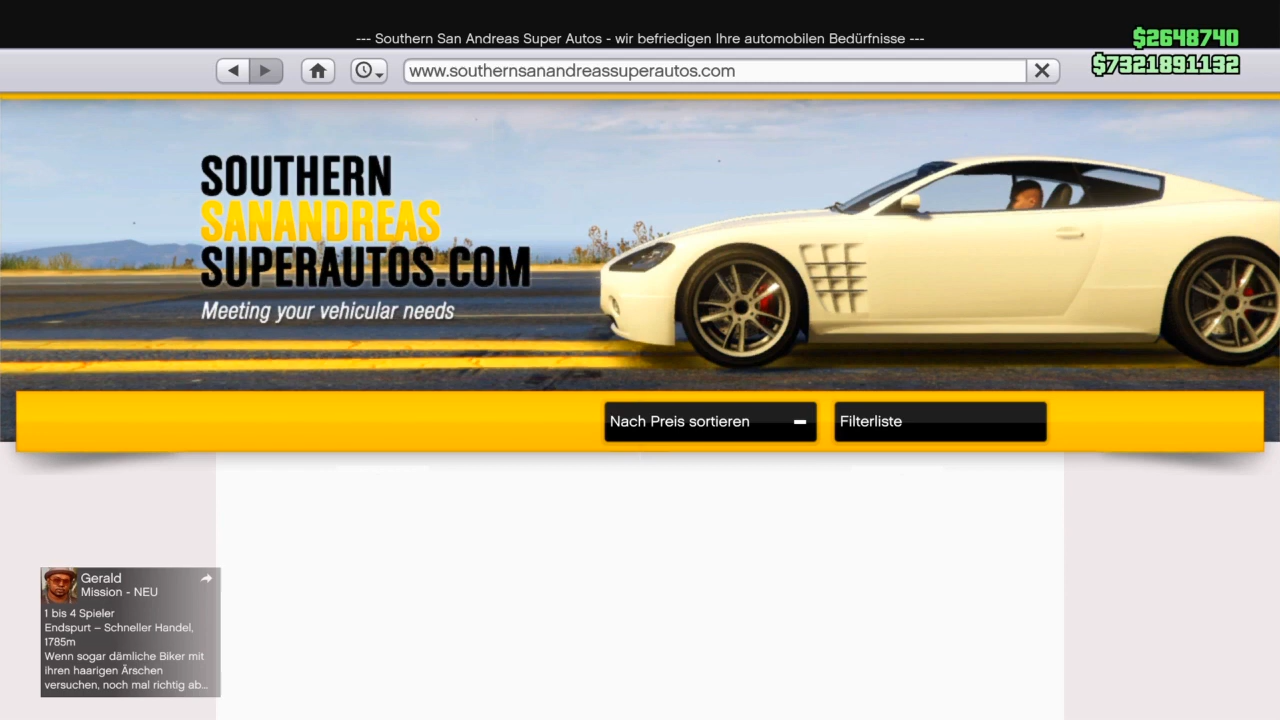 --- Southern San Andreas Super Autos - wir befriedigen Ihre automobilen Bedürfnisse ---
$2648740
$7321891132
www.southernsanandreassuperautos.com
SOUTHERN
SANANDREAS
SUPERAUTOS.COM
Meeting your vehicular needs
Nach Preis sortieren
Filterliste
Gerald
Mission - NEU
1 bis 4 Spieler
Endspurt – Schneller Handel,
1785m
Wenn sogar dämliche Biker mit
ihren haarigen Ärschen
versuchen, noch mal richtig ab...